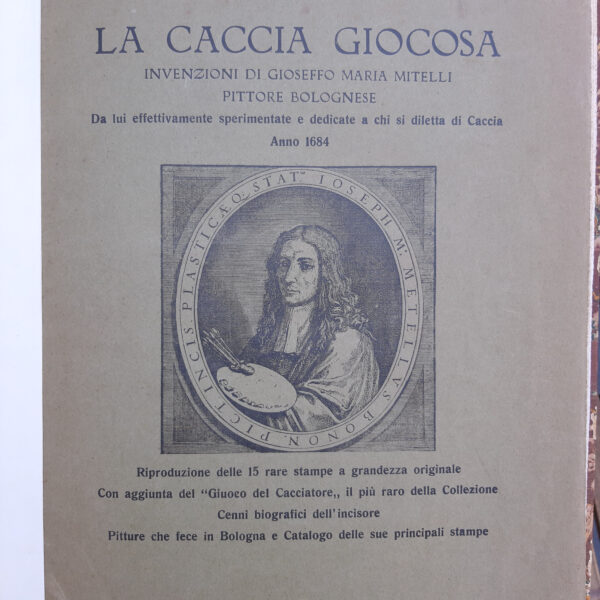 LA CACCIA GIOCOSA
INVENZIONI DI GIOSEFFO MARIA MITELLI
PITTORE BOLOGNESE
Da lui effettivamente sperimentate e dedicate a chi si diletta di Caccia
Anno 1684
IOSEPH M. METELLVS BONON. PICT. INCIS. PLASTICÆQ. STAT.
Riproduzione delle 15 rare stampe a grandezza originale
Con aggiunta del "Giuoco del Cacciatore,, il più raro della Collezione
Cenni biografici dell'incisore
Pitture che fece in Bologna e Catalogo delle sue principali stampe